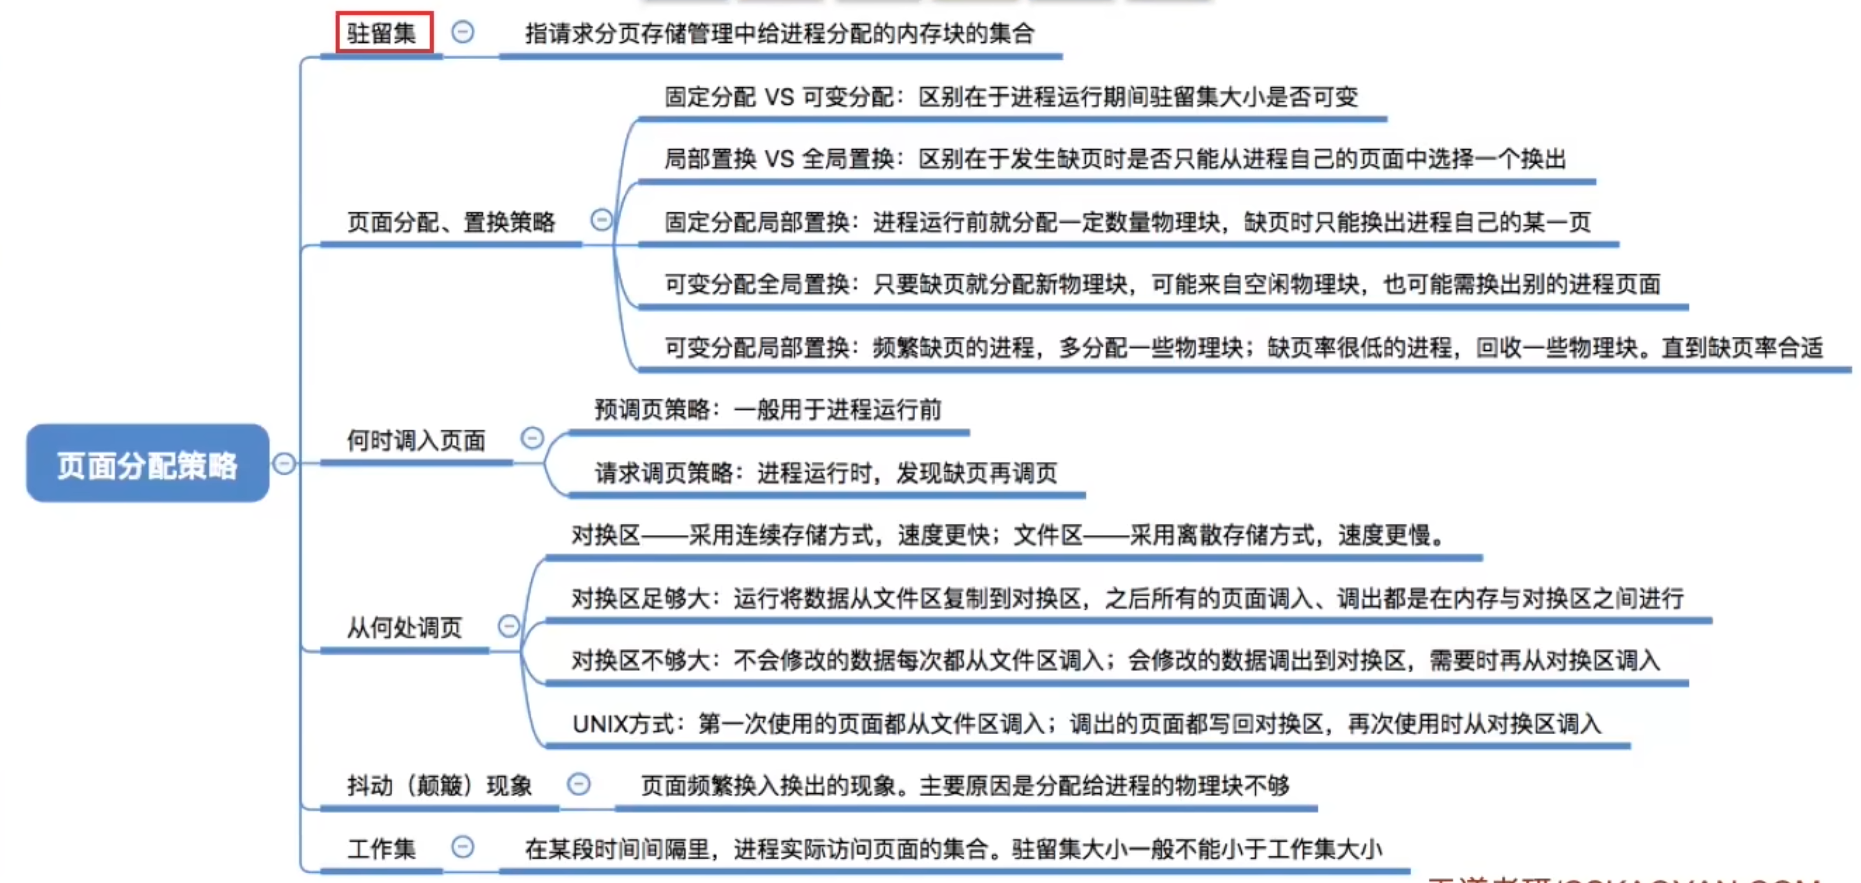 驻留集
指请求分页存储管理中给进程分配的内存块的集合
固定分配 VS 可变分配：区别在于进程运行期间驻留集大小是否可变
局部置换 VS 全局置换：区别在于发生缺页时是否只能从进程自己的页面中选择一个换出
页面分配、置换策略
固定分配局部置换：进程运行前就分配一定数量物理块，缺页时只能换出进程自己的某一页
可变分配全局置换：只要缺页就分配新物理块，可能来自空闲物理块，也可能需换出别的进程页面
可变分配局部置换：频繁缺页的进程，多分配一些物理块；缺页率很低的进程，回收一些物理块。直到缺页率合适
页面分配策略
何时调入页面
预调页策略：一般用于进程运行前
请求调页策略：进程运行时，发现缺页再调页
从何处调页
对换区——采用连续存储方式，速度更快；文件区——采用离散存储方式，速度更慢。
对换区足够大：运行将数据从文件区复制到对换区，之后所有的页面调入、调出都是在内存与对换区之间进行
对换区不够大：不会修改的数据每次都从文件区调入；会修改的数据调出到对换区，需要时再从对换区调入
UNIX方式：第一次使用的页面都从文件区调入；调出的页面都写回对换区，再次使用时从对换区调入
抖动（颠簸）现象
页面频繁换入换出的现象。主要原因是分配给进程的物理块不够
工作集
在某段时间间隔里，进程实际访问页面的集合。驻留集大小一般不能小于工作集大小